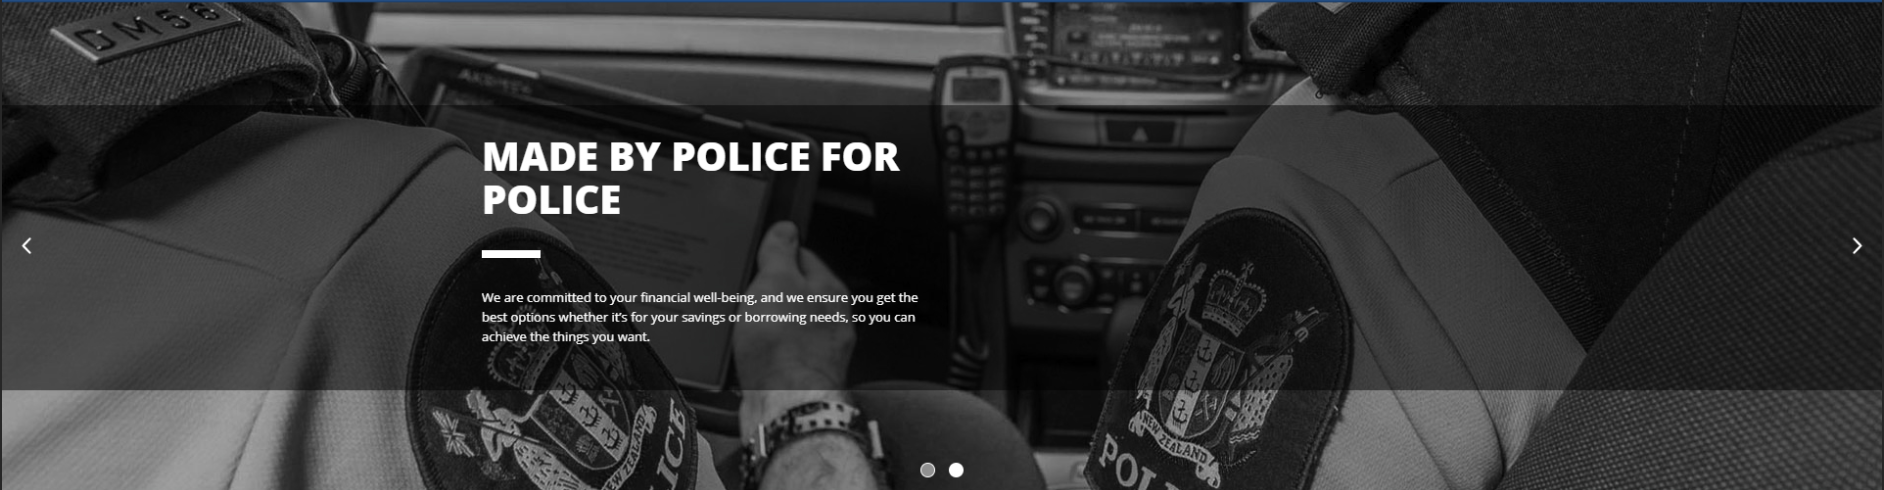 DM56
MADE BY POLICE FOR
POLICE
We are committed to your financial well-being, and we ensure you get the
best options whether it's for your savings or borrowing needs, so you can
achieve the things you want.
NEW ZEALAND
NEW ZEALAND